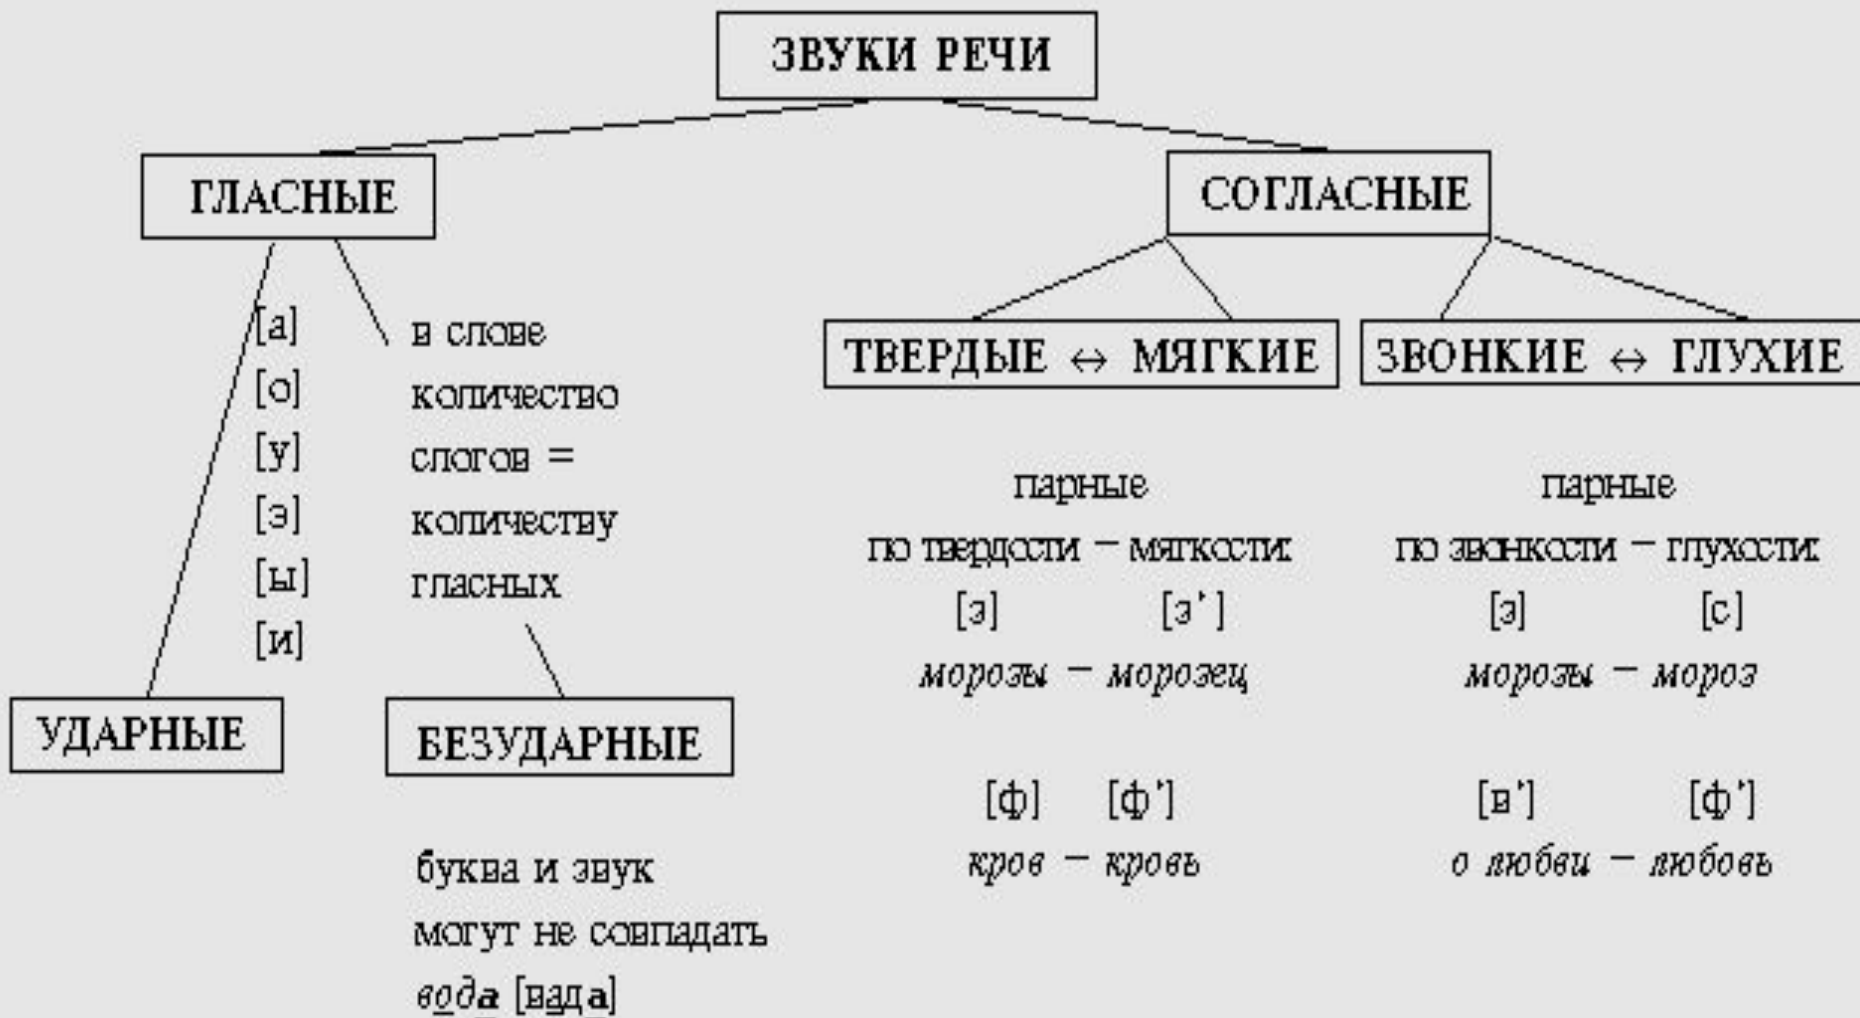 ЗВУКИ РЕЧИ
ГЛАСНЫЕ
СОГЛАСНЫЕ
[а]
[о]
[у]
[э]
[ы]
[и]
в слове
количество
слогов =
количеству
гласных
УДАРНЫЕ
БЕЗУДАРНЫЕ
буква и звук
могут не совпадать
вода [вада]
ТВЕРДЫЕ ↔ МЯГКИЕ
парные
по твердости – мягкости:
[з] [з']
морозы – морозец
[ф] [ф']
кров – кровь
ЗВОНКИЕ ↔ ГЛУХИЕ
парные
по звонкости – глухости:
[з] [с]
морозы – мороз
[в'] [ф']
о любви – любовь